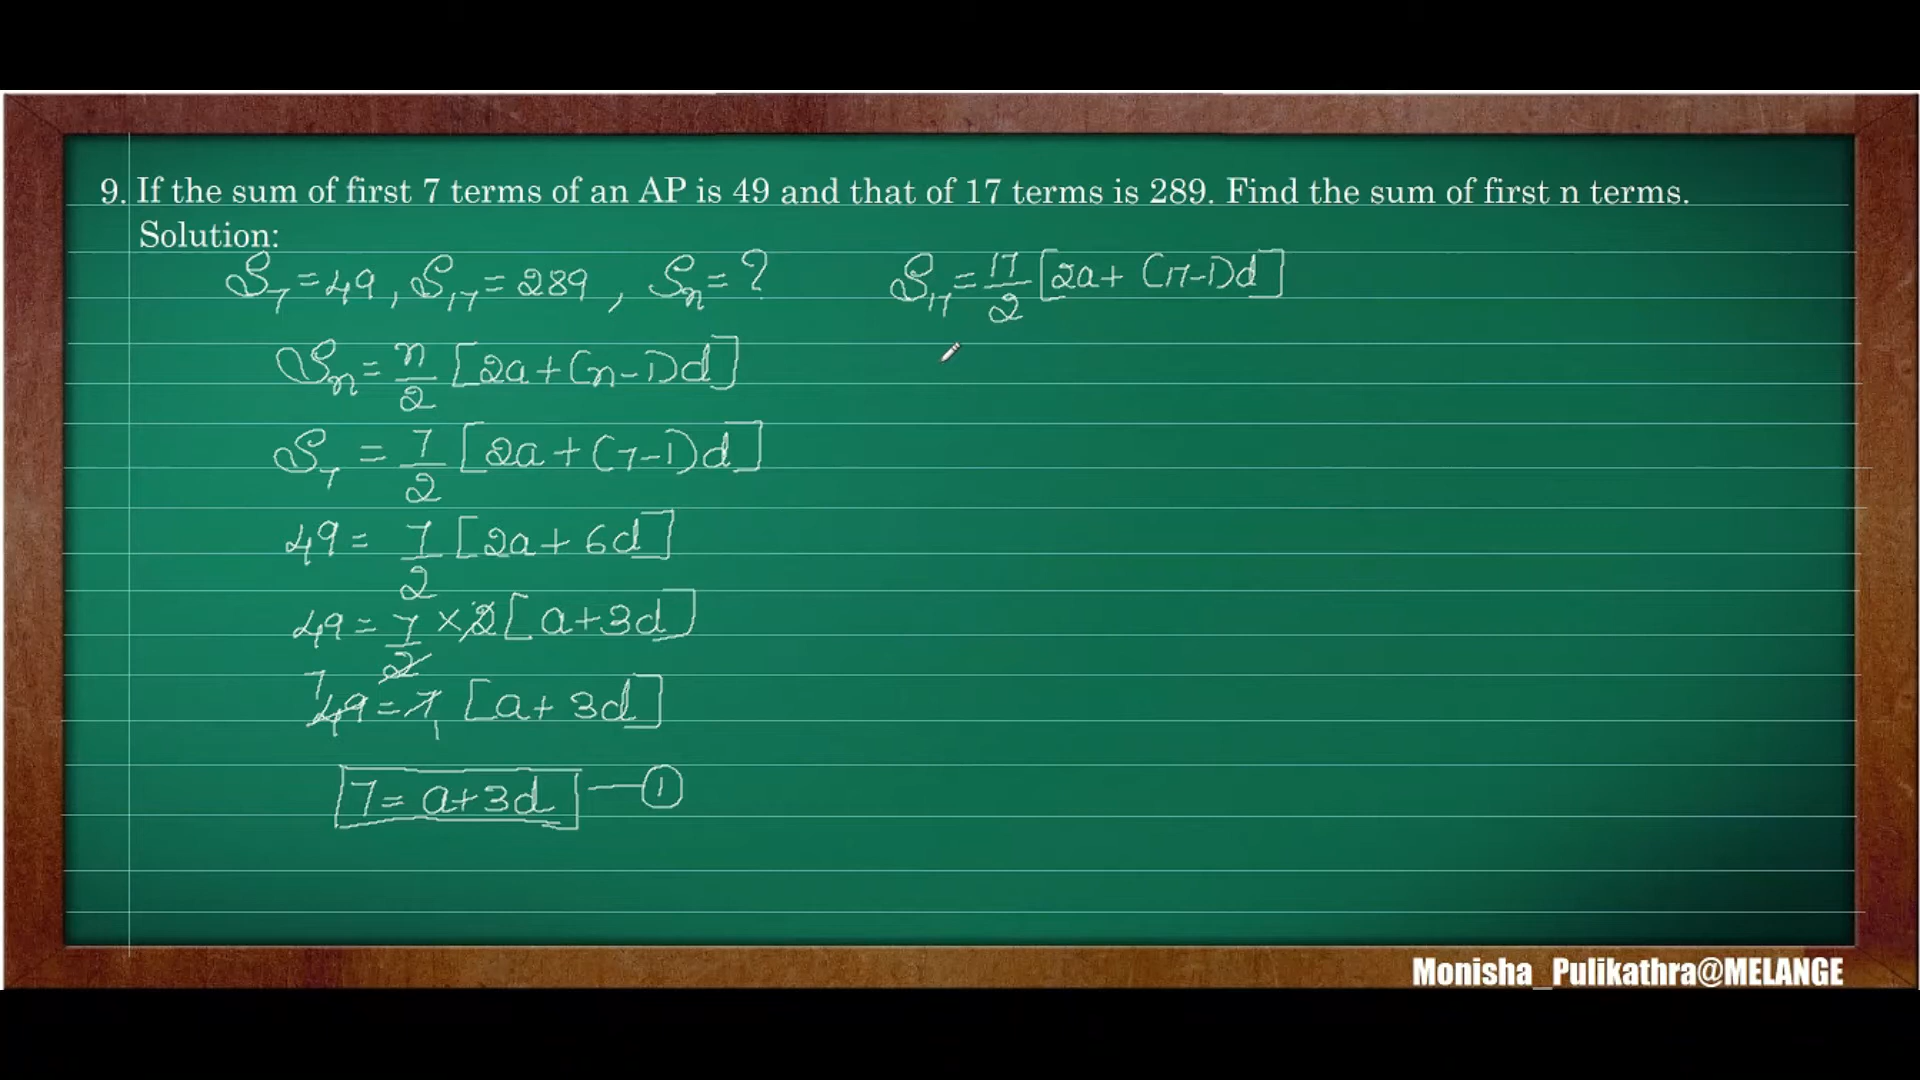 9. If the sum of first 7 terms of an AP is 49 and that of 17 terms is 289. Find the sum of first n terms.
Solution:
S₇ = 49, S₁₇ = 289, Sₙ = ?
Sₙ = n/2 [2a + (n-1)d]
S₇ = 7/2 [2a + (7-1)d]
49 = 7/2 [2a + 6d]
49 = 7/2 × 2 [a + 3d]
7
49 = 7 [a + 3d]
1
7 = a+3d — ①
S₁₇ = 17/2 [2a + (17-1)d]
Monisha_Pulikathra@MELANGE